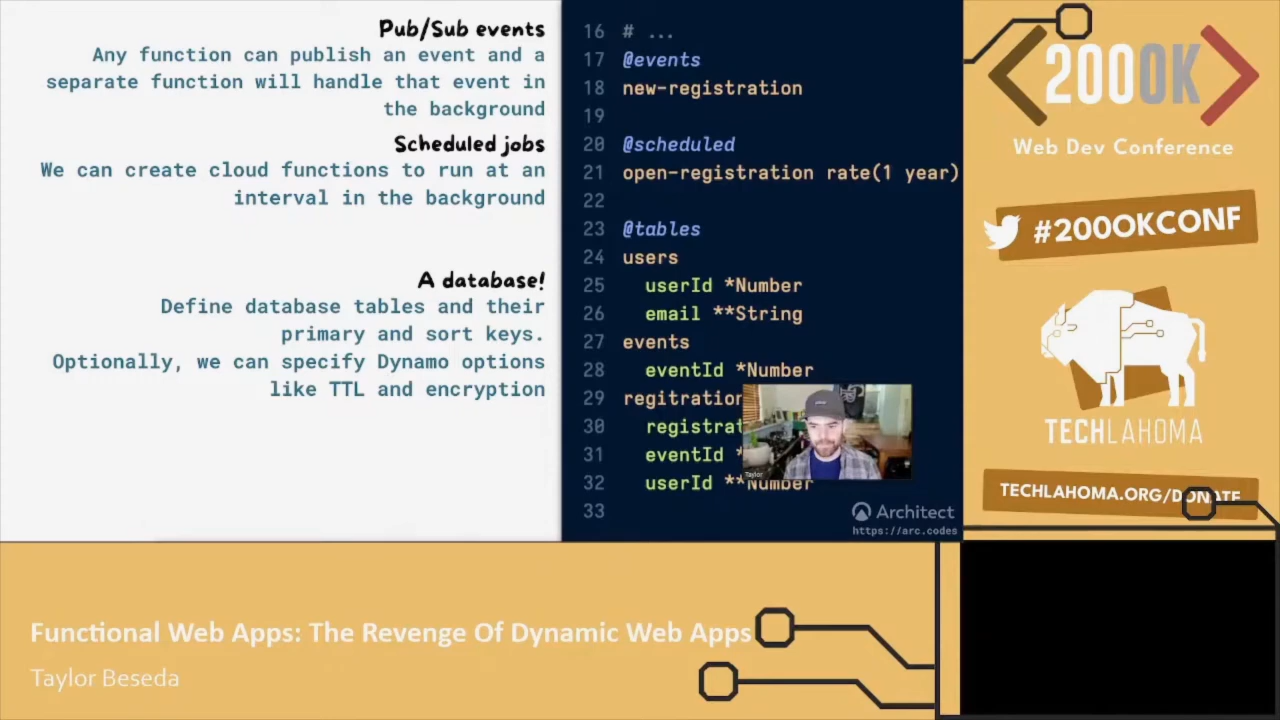 Pub/Sub events
Any function can publish an event and a
separate function will handle that event in
the background
Scheduled jobs
We can create cloud functions to run at an
interval in the background
A database!
Define database tables and their
primary and sort keys.
Optionally, we can specify Dynamo options
like TTL and encryption
16 # ...
17 @events
18 new-registration
19
20 @scheduled
21 open-registration rate(1 year)
22
23 @tables
24 users
25 userId *Number
26 email **String
27 events
28 eventId *Number
29 regitration
30 registrat
31 eventId *
32 userId **Number
33
Taylor
Architect
https://arc.codes
200OK
Web Dev Conference
#200OKCONF
TECHLAHOMA
TECHLAHOMA.ORG/DONATE
Functional Web Apps: The Revenge Of Dynamic Web Apps
Taylor Beseda